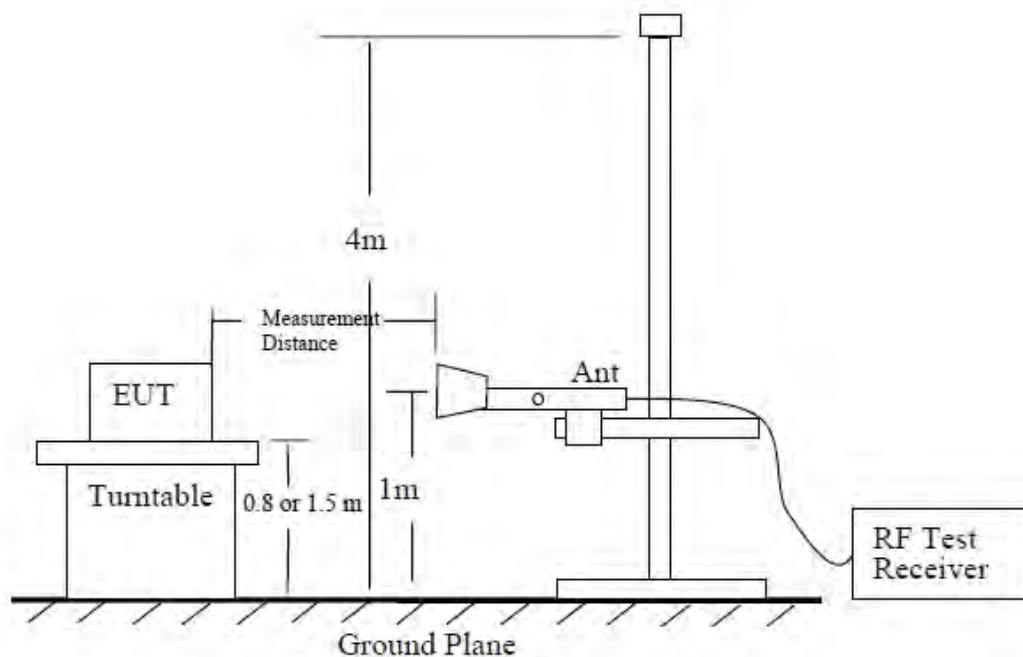 4m
Measurement
Distance
EUT
Ant
Turntable
0.8 or 1.5 m
1m
RF Test
Receiver
Ground Plane